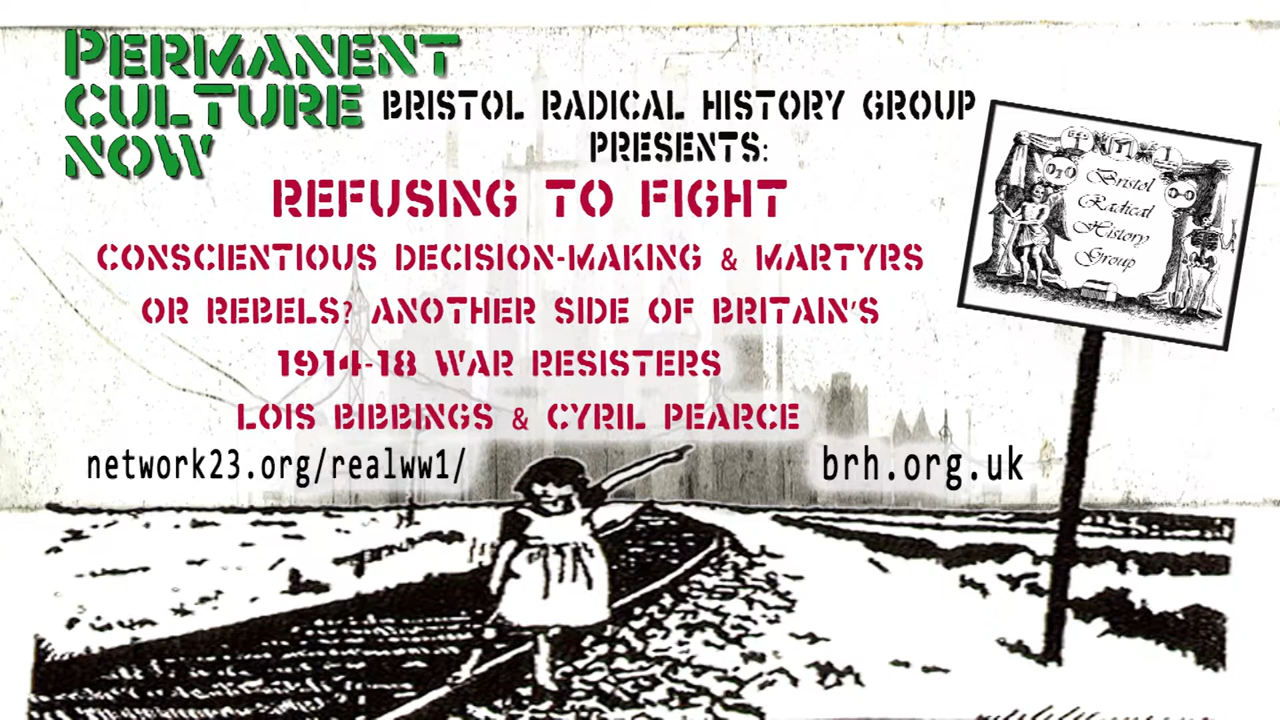 PERMANENT
CULTURE
NOW
BRISTOL RADICAL HISTORY GROUP
PRESENTS:
REFUSING TO FIGHT
CONSCIENTIOUS DECISION-MAKING & MARTYRS
OR REBELS? ANOTHER SIDE OF BRITAIN'S
1914-18 WAR RESISTERS
LOIS BIBBINGS & CYRIL PEARCE
network23.org/realww1/
brh.org.uk
Bristol
Radical
History
Group